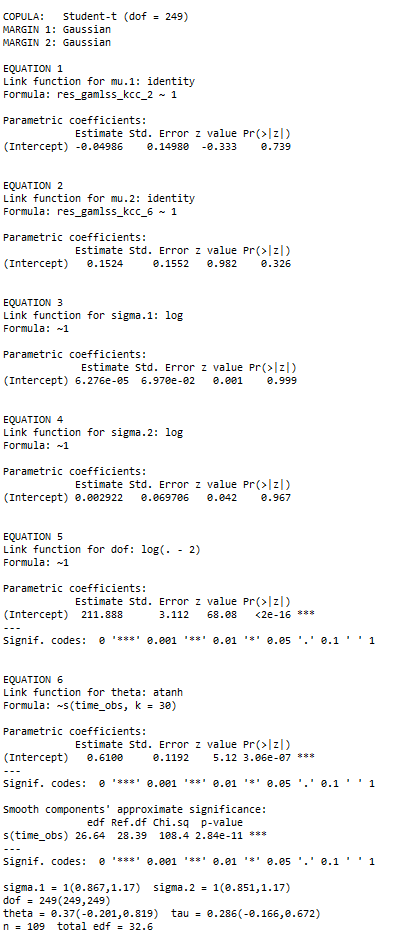 COPULA:   Student-t (dof = 249)
MARGIN 1: Gaussian
MARGIN 2: Gaussian

EQUATION 1
Link function for mu.1: identity
Formula: res_gamlss_kcc_2 ~ 1

Parametric coefficients:
            Estimate Std. Error z value Pr(>|z|)
(Intercept) -0.04986    0.14980  -0.333    0.739

EQUATION 2
Link function for mu.2: identity
Formula: res_gamlss_kcc_6 ~ 1

Parametric coefficients:
            Estimate Std. Error z value Pr(>|z|)
(Intercept)   0.1524     0.1552   0.982    0.326

EQUATION 3
Link function for sigma.1: log
Formula: ~1

Parametric coefficients:
             Estimate Std. Error z value Pr(>|z|)
(Intercept) 6.276e-05  6.970e-02   0.001    0.999

EQUATION 4
Link function for sigma.2: log
Formula: ~1

Parametric coefficients:
            Estimate Std. Error z value Pr(>|z|)
(Intercept) 0.002922   0.069706   0.042    0.967

EQUATION 5
Link function for dof: log(. - 2)
Formula: ~1

Parametric coefficients:
            Estimate Std. Error z value Pr(>|z|)
(Intercept)  211.888      3.112   68.08   <2e-16 ***
---
Signif. codes:  0 '***' 0.001 '**' 0.01 '*' 0.05 '.' 0.1 ' ' 1

EQUATION 6
Link function for theta: atanh
Formula: ~s(time_obs, k = 30)

Parametric coefficients:
            Estimate Std. Error z value Pr(>|z|)
(Intercept)   0.6100     0.1192    5.12 3.06e-07 ***
---
Signif. codes:  0 '***' 0.001 '**' 0.01 '*' 0.05 '.' 0.1 ' ' 1

Smooth components' approximate significance:
              edf Ref.df Chi.sq  p-value
s(time_obs) 26.64  28.39  108.4 2.84e-11 ***
---
Signif. codes:  0 '***' 0.001 '**' 0.01 '*' 0.05 '.' 0.1 ' ' 1

sigma.1 = 1(0.867,1.17)  sigma.2 = 1(0.851,1.17)
dof = 249(249,249)
theta = 0.37(-0.201,0.819)  tau = 0.286(-0.166,0.672)
n = 109  total edf = 32.6